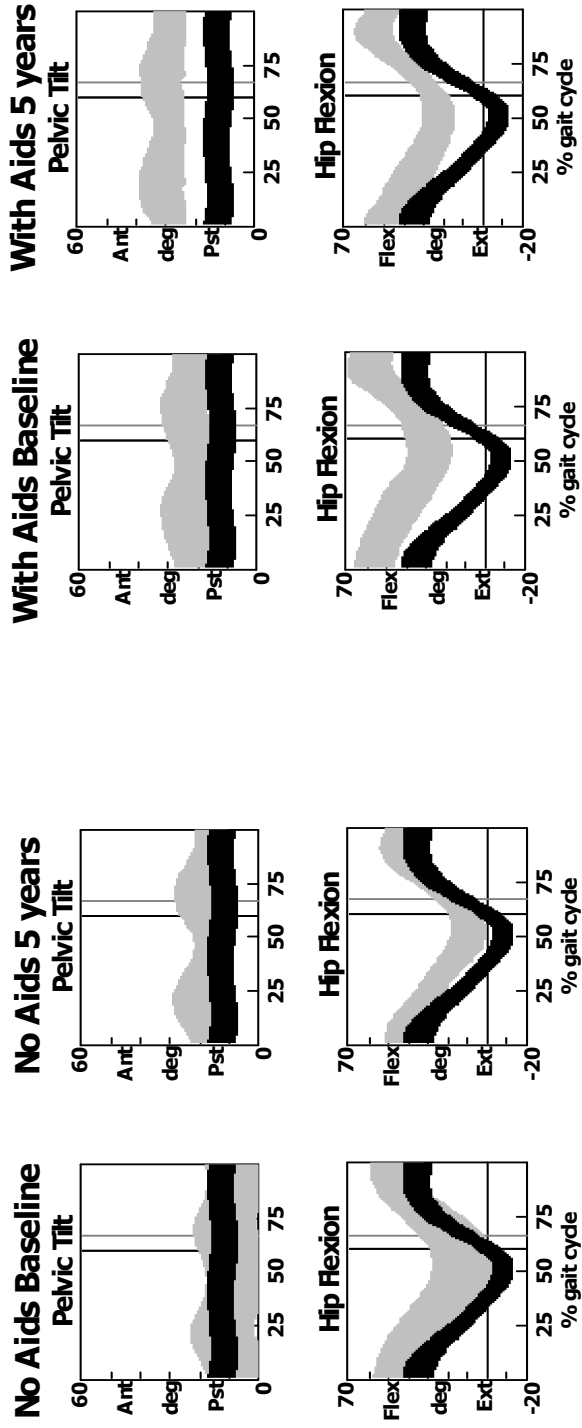 No Aids Baseline
Pelvic Tilt
60
Ant
deg
Pst
0
25 50 75
Hip Flexion
70
Flex
deg
Ext
-20
25 50 75
% gait cycle
No Aids 5 years
Pelvic Tilt
60
Ant
deg
Pst
0
25 50 75
Hip Flexion
70
Flex
deg
Ext
-20
25 50 75
% gait cycle
With Aids Baseline
Pelvic Tilt
60
Ant
deg
Pst
0
25 50 75
Hip Flexion
70
Flex
deg
Ext
-20
25 50 75
% gait cycle
With Aids 5 years
Pelvic Tilt
60
Ant
deg
Pst
0
25 50 75
Hip Flexion
70
Flex
deg
Ext
-20
25 50 75
% gait cycle